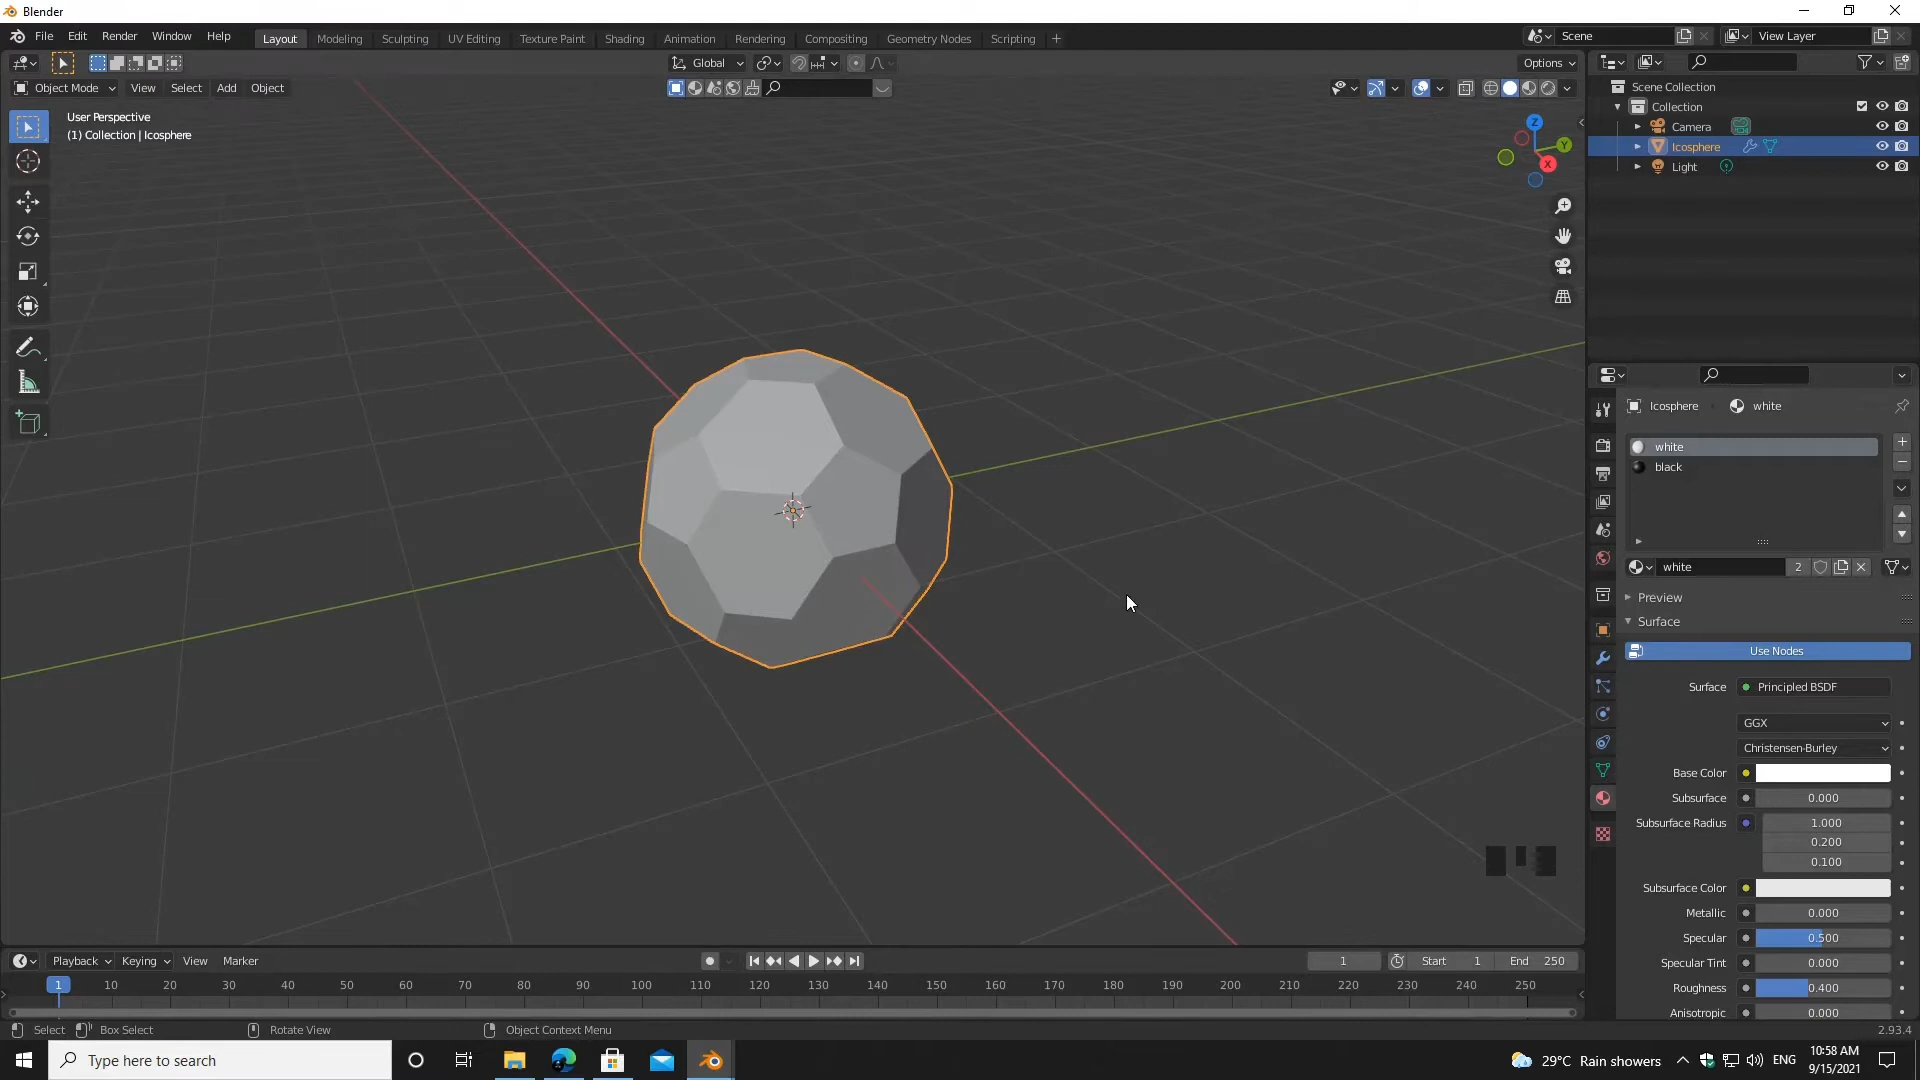 Blender
File Edit Render Window Help Layout Modeling Sculpting UV Editing Texture Paint Shading Animation Rendering Compositing Geometry Nodes Scripting + Scene View Layer
Global Options
Object Mode View Select Add Object
User Perspective
(1) Collection | Icosphere
Z
Y
X
Scene Collection
Collection
Camera
Icosphere
Light
Icosphere white
white
black
white 2
Preview
Surface
Use Nodes
Surface Principled BSDF
GGX
Christensen-Burley
Base Color
Subsurface 0.000
Subsurface Radius 1.000
0.200
0.100
Subsurface Color
Metallic 0.000
Specular 0.500
Specular Tint 0.000
Roughness 0.400
Anisotropic 0.000
Playback Keying View Marker 1 Start 1 End 250
1 10 20 30 40 50 60 70 80 90 100 110 120 130 140 150 160 170 180 190 200 210 220 230 240 250
Select Box Select Rotate View Object Context Menu 2.93.4
Type here to search 29°C Rain showers ENG 10:58 AM
9/15/2021